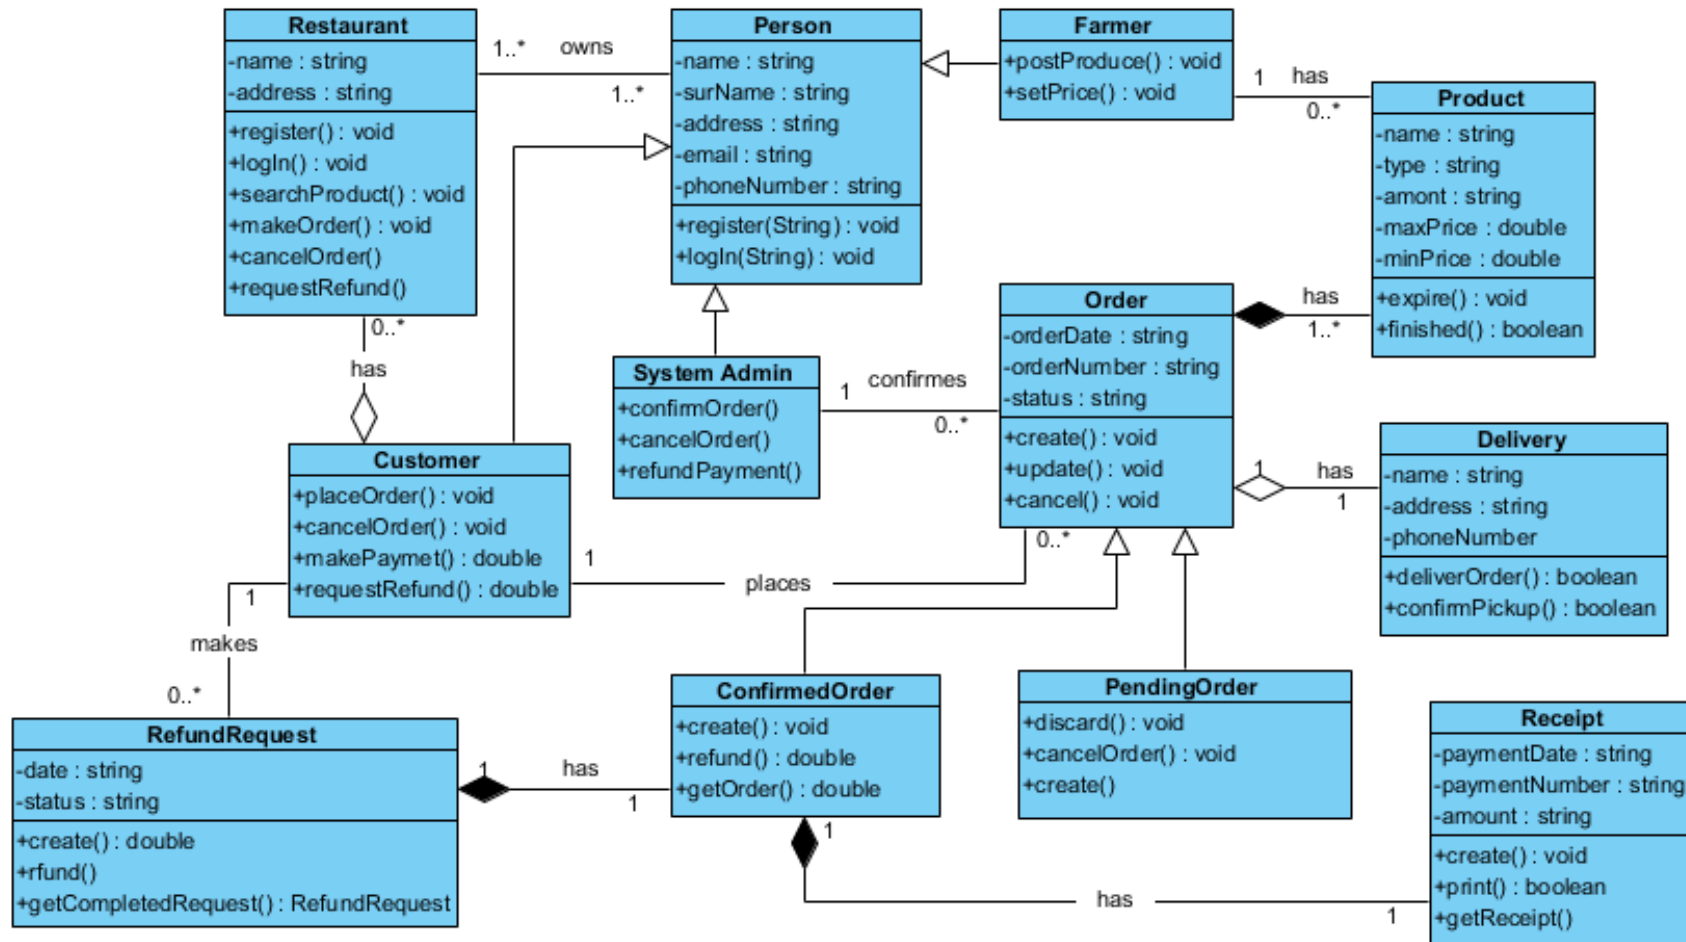 Restaurant
-name : string
-address : string
+register() : void
+logIn() : void
+searchProduct() : void
+makeOrder() : void
+cancelOrder()
+requestRefund()
1..*
owns
1..*
Person
-name : string
-surName : string
-address : string
-email : string
-phoneNumber : string
+register(String) : void
+logIn(String) : void
Farmer
+postProduce() : void
+setPrice() : void
1
has
0..*
Product
-name : string
-type : string
-amont : string
-maxPrice : double
-minPrice : double
+expire() : void
+finished() : boolean
0..*
has
System Admin
+confirmOrder()
+cancelOrder()
+refundPayment()
1
confirmes
0..*
Order
-orderDate : string
-orderNumber : string
-status : string
+create() : void
+update() : void
+cancel() : void
has
1..*
1
has
1
Delivery
-name : string
-address : string
-phoneNumber
+deliverOrder() : boolean
+confirmPickup() : boolean
Customer
+placeOrder() : void
+cancelOrder() : void
+makePaymet() : double
+requestRefund() : double
1
places
0..*
1
makes
0..*
RefundRequest
-date : string
-status : string
+create() : double
+rfund()
+getCompletedRequest() : RefundRequest
1
has
1
ConfirmedOrder
+create() : void
+refund() : double
+getOrder() : double
PendingOrder
+discard() : void
+cancelOrder() : void
+create()
1
has
1
Receipt
-paymentDate : string
-paymentNumber : string
-amount : string
+create() : void
+print() : boolean
+getReceipt()